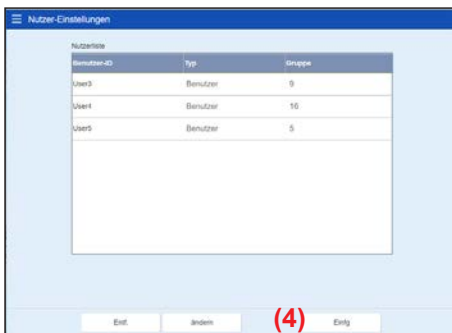 Nutzer-Einstellungen
Nutzerliste
Benutzer-ID Typ Gruppe
User3 Benutzer 9
User4 Benutzer 16
User5 Benutzer 5
Entf. ändern (4) Einfg